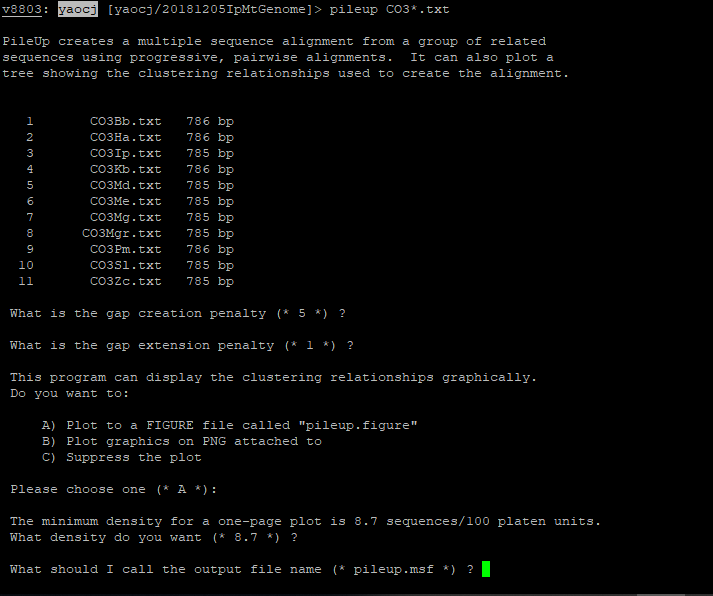 v8803: yaocj [yaocj/20181205IpMtGenome]> pileup CO3*.txt
PileUp creates a multiple sequence alignment from a group of related
sequences using progressive, pairwise alignments.  It can also plot a
tree showing the clustering relationships used to create the alignment.
1 CO3Bb.txt 786 bp
2 CO3Ha.txt 786 bp
3 CO3Ip.txt 785 bp
4 CO3Kb.txt 786 bp
5 CO3Md.txt 785 bp
6 CO3Me.txt 785 bp
7 CO3Mg.txt 785 bp
8 CO3Mgr.txt 785 bp
9 CO3Pm.txt 786 bp
10 CO3Sl.txt 785 bp
11 CO3Zc.txt 785 bp
What is the gap creation penalty (* 5 *) ?
What is the gap extension penalty (* 1 *) ?
This program can display the clustering relationships graphically.
Do you want to:
A) Plot to a FIGURE file called "pileup.figure"
B) Plot graphics on PNG attached to
C) Suppress the plot
Please choose one (* A *):
The minimum density for a one-page plot is 8.7 sequences/100 platen units.
What density do you want (* 8.7 *) ?
What should I call the output file name (* pileup.msf *) ?